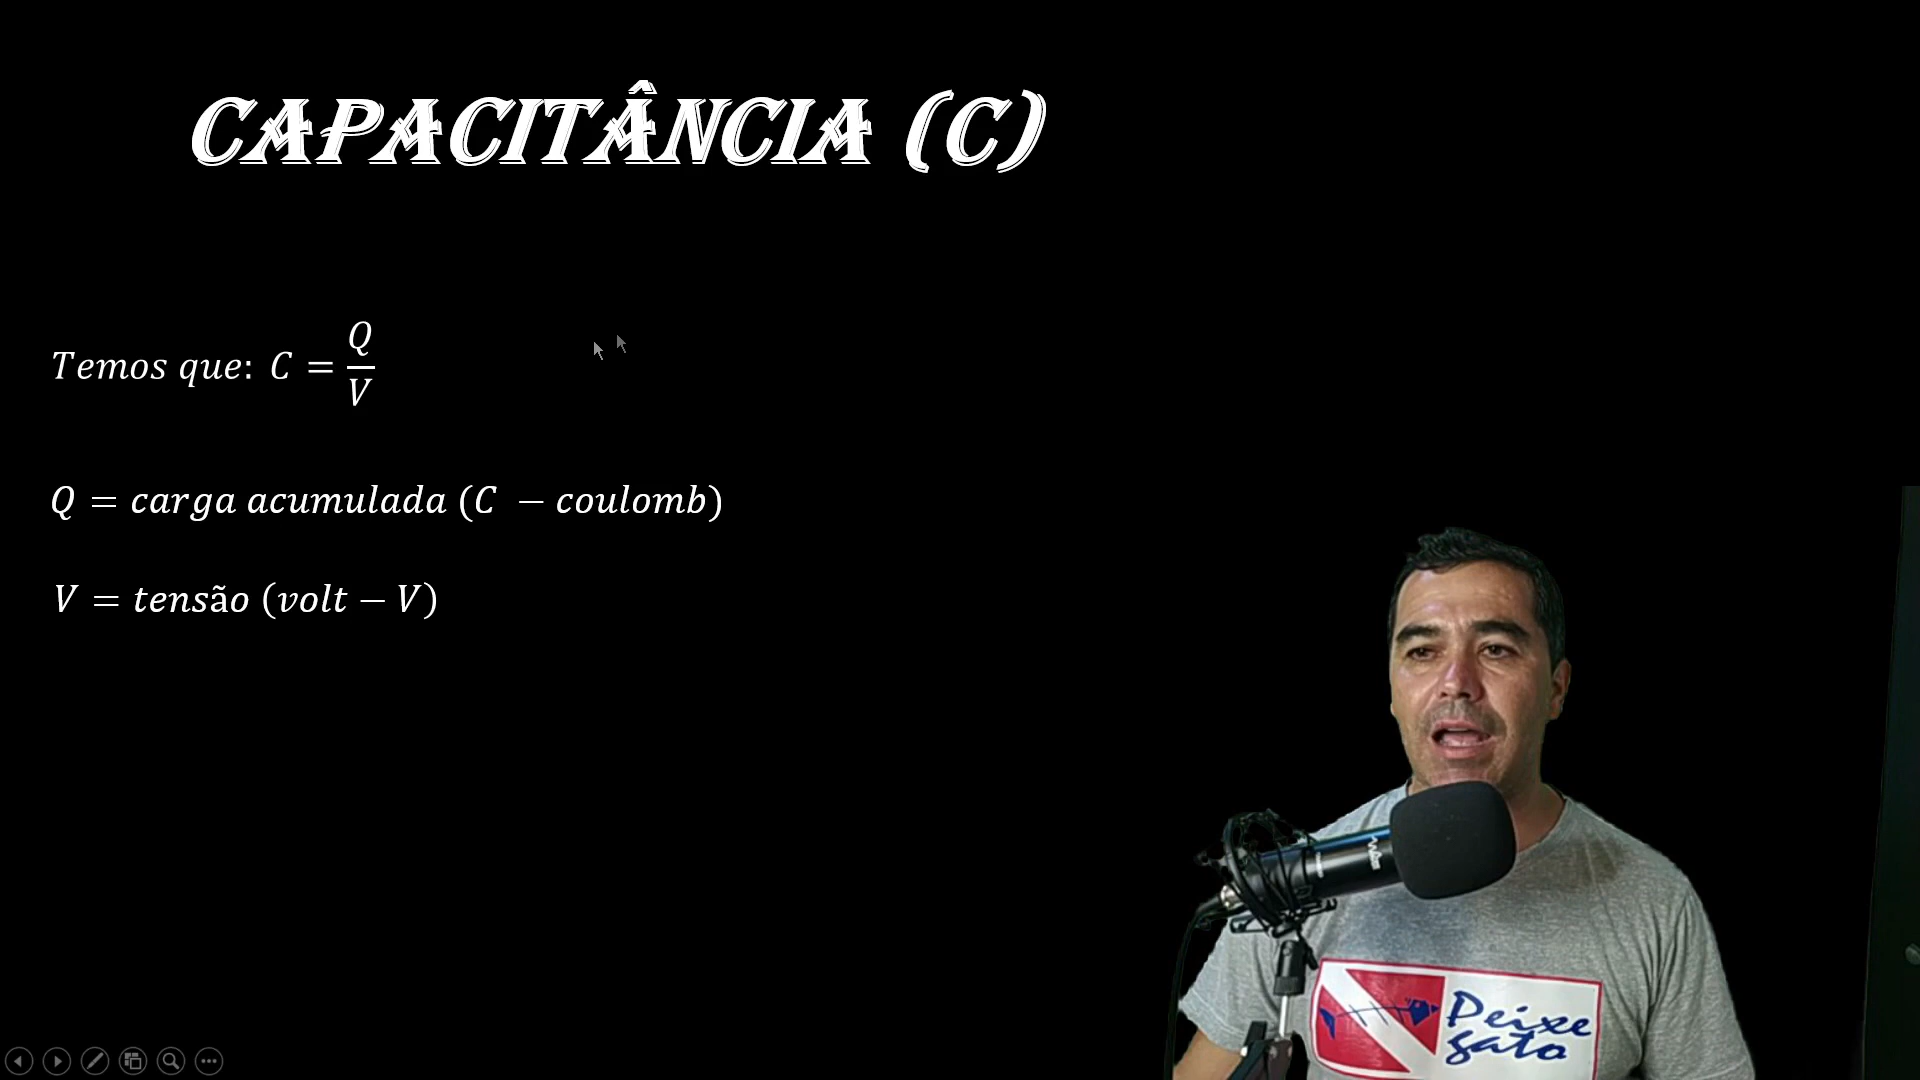 CAPACITÂNCIA (C)
Temos que: C = Q/V
Q = carga acumulada (C – coulomb)
V = tensão (volt – V)
Peixe
gato